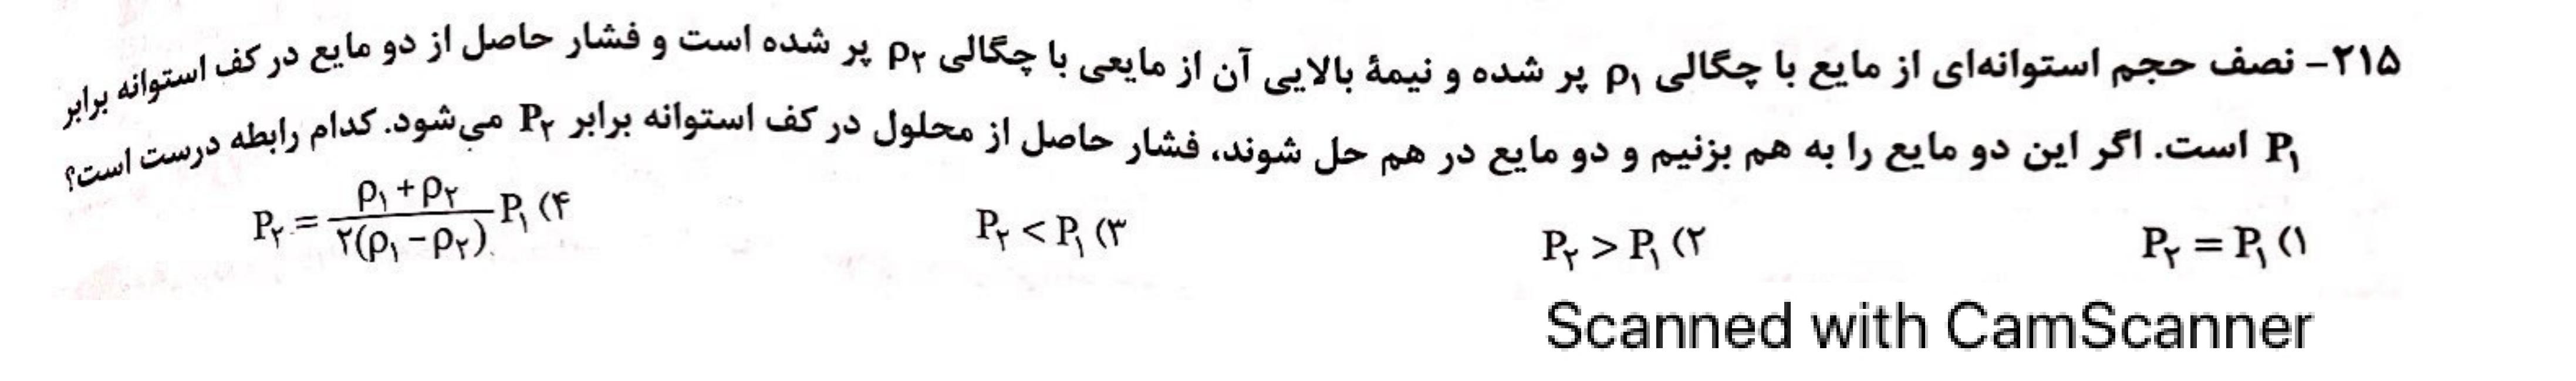 ۲۱۵- نصف حجم استوانه‌ای از مایع با چگالی ρ۱ پر شده و نیمهٔ بالایی آن از مایعی با چگالی ρ۲ پر شده است و فشار حاصل از دو مایع در کف استوانه برابر
P۱ است. اگر این دو مایع را به هم بزنیم و دو مایع در هم حل شوند، فشار حاصل از محلول در کف استوانه برابر P۲ می‌شود. کدام رابطه درست است؟
۱) P۲ = P۱ ۲) P۲ > P۱ ۳) P۲ < P۱ ۴) P۲ = (ρ۱ + ρ۲) / (۲(ρ۱ − ρ۲)) P۱
Scanned with CamScanner